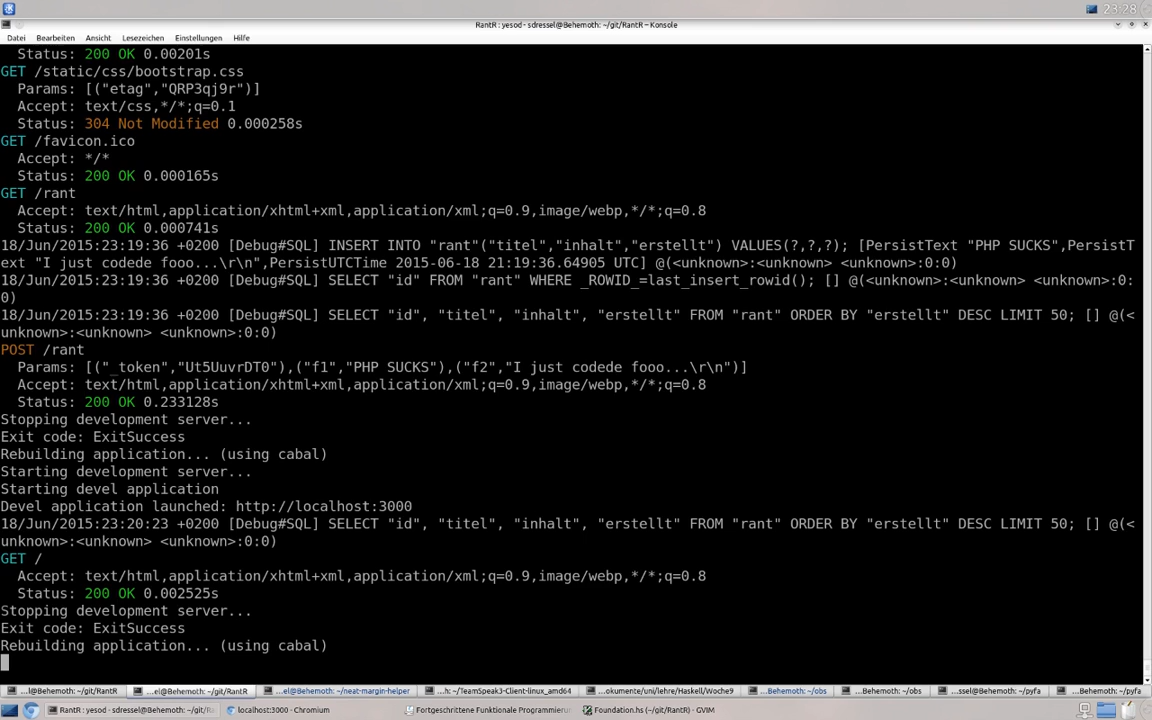 23:28
RantR : yesod - sdressel@Behemoth: ~/git/RantR – Konsole
Datei Bearbeiten Ansicht Lesezeichen Einstellungen Hilfe
Status: 200 OK 0.00201s
GET /static/css/bootstrap.css
Params: [("etag","QRP3qj9r")]
Accept: text/css,*/*;q=0.1
Status: 304 Not Modified 0.000258s
GET /favicon.ico
Accept: */*
Status: 200 OK 0.000165s
GET /rant
Accept: text/html,application/xhtml+xml,application/xml;q=0.9,image/webp,*/*;q=0.8
Status: 200 OK 0.000741s
18/Jun/2015:23:19:36 +0200 [Debug#SQL] INSERT INTO "rant"("titel","inhalt","erstellt") VALUES(?,?,?); [PersistText "PHP SUCKS",PersistT
ext "I just codede fooo...\r\n",PersistUTCTime 2015-06-18 21:19:36.64905 UTC] @(<unknown>:<unknown> <unknown>:0:0)
18/Jun/2015:23:19:36 +0200 [Debug#SQL] SELECT "id" FROM "rant" WHERE _ROWID_=last_insert_rowid(); [] @(<unknown>:<unknown> <unknown>:0:
0)
18/Jun/2015:23:19:36 +0200 [Debug#SQL] SELECT "id", "titel", "inhalt", "erstellt" FROM "rant" ORDER BY "erstellt" DESC LIMIT 50; [] @(<
unknown>:<unknown> <unknown>:0:0)
POST /rant
Params: [("_token","Ut5UuvrDT0"),("f1","PHP SUCKS"),("f2","I just codede fooo...\r\n")]
Accept: text/html,application/xhtml+xml,application/xml;q=0.9,image/webp,*/*;q=0.8
Status: 200 OK 0.233128s
Stopping development server...
Exit code: ExitSuccess
Rebuilding application... (using cabal)
Starting development server...
Starting devel application
Devel application launched: http://localhost:3000
18/Jun/2015:23:20:23 +0200 [Debug#SQL] SELECT "id", "titel", "inhalt", "erstellt" FROM "rant" ORDER BY "erstellt" DESC LIMIT 50; [] @(<
unknown>:<unknown> <unknown>:0:0)
GET /
Accept: text/html,application/xhtml+xml,application/xml;q=0.9,image/webp,*/*;q=0.8
Status: 200 OK 0.002525s
Stopping development server...
Exit code: ExitSuccess
Rebuilding application... (using cabal)
...l@Behemoth: ~/git/RantR ...el@Behemoth: ~/git/RantR ...el@Behemoth: ~/neat-margin-helper ...h: ~/TeamSpeak3-Client-linux_amd64 ...okumente/uni/lehre/Haskell/Woche9 ...Behemoth: ~/obs ...Behemoth: ~/obs ...ssel@Behemoth: ~/pyfa ...Behemoth: ~/pyfa
RantR : yesod - sdressel@Behemoth: ~/git/Ra localhost:3000 - Chromium Fortgeschrittene Funktionale Programmierun Foundation.hs (~/git/RantR) - GVIM